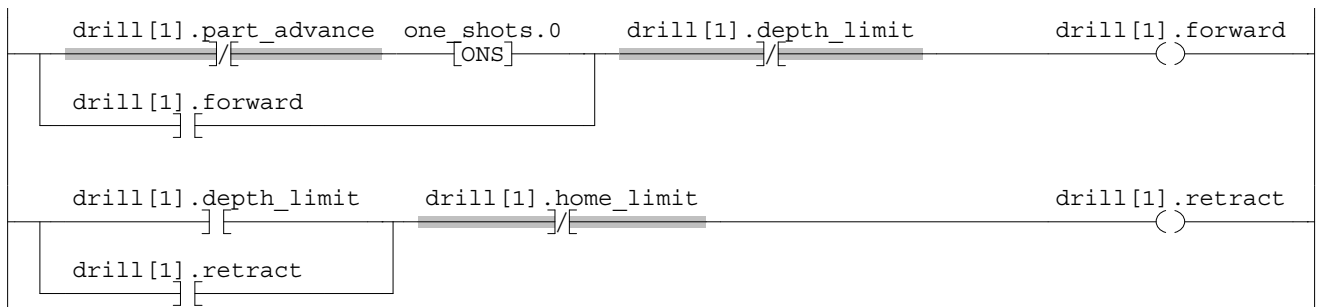 drill[1].part_advance one_shots.0 drill[1].depth_limit drill[1].forward
ONS
drill[1].forward
drill[1].depth_limit drill[1].home_limit drill[1].retract
drill[1].retract